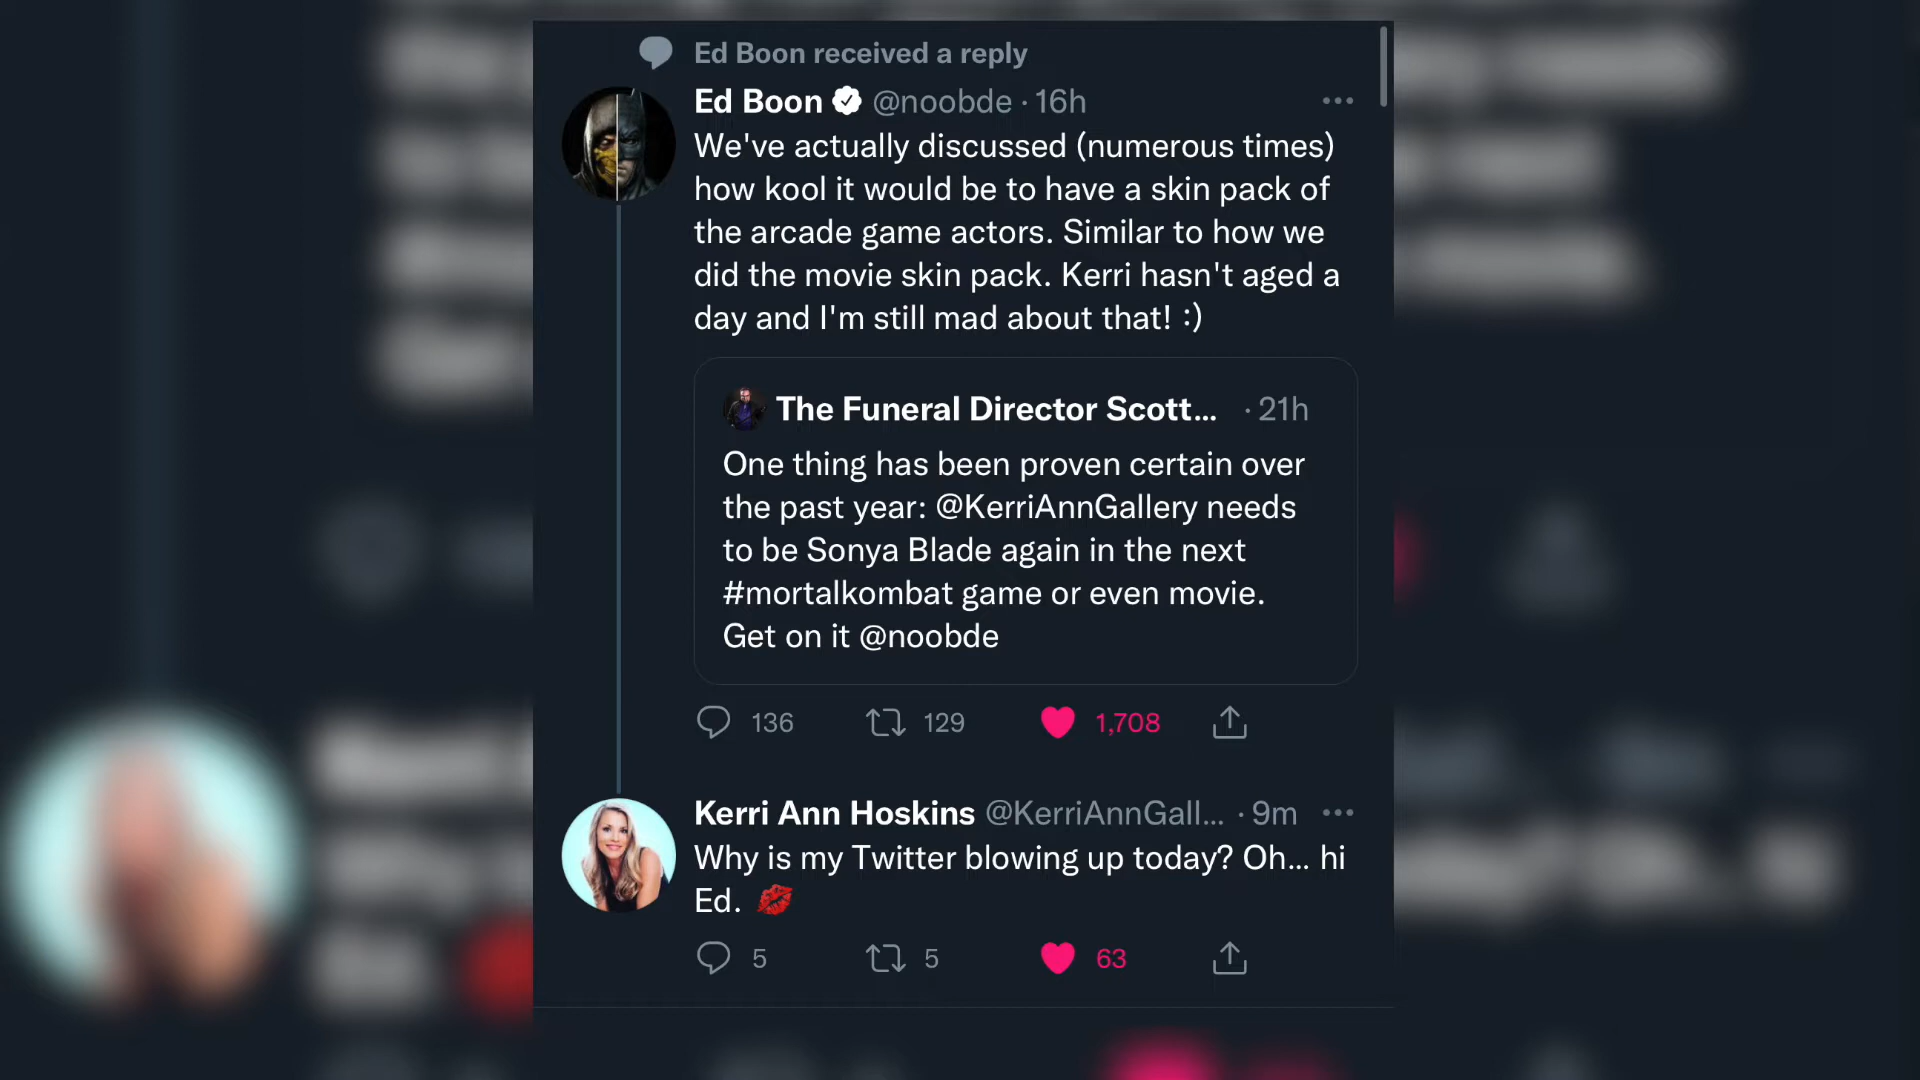 Ed Boon received a reply
Ed Boon @noobde · 16h
We've actually discussed (numerous times)
how kool it would be to have a skin pack of
the arcade game actors. Similar to how we
did the movie skin pack. Kerri hasn't aged a
day and I'm still mad about that! :)
The Funeral Director Scott... · 21h
One thing has been proven certain over
the past year: @KerriAnnGallery needs
to be Sonya Blade again in the next
#mortalkombat game or even movie.
Get on it @noobde
136 129 1,708
Kerri Ann Hoskins @KerriAnnGall... · 9m
Why is my Twitter blowing up today? Oh... hi
Ed. 💋
5 5 63